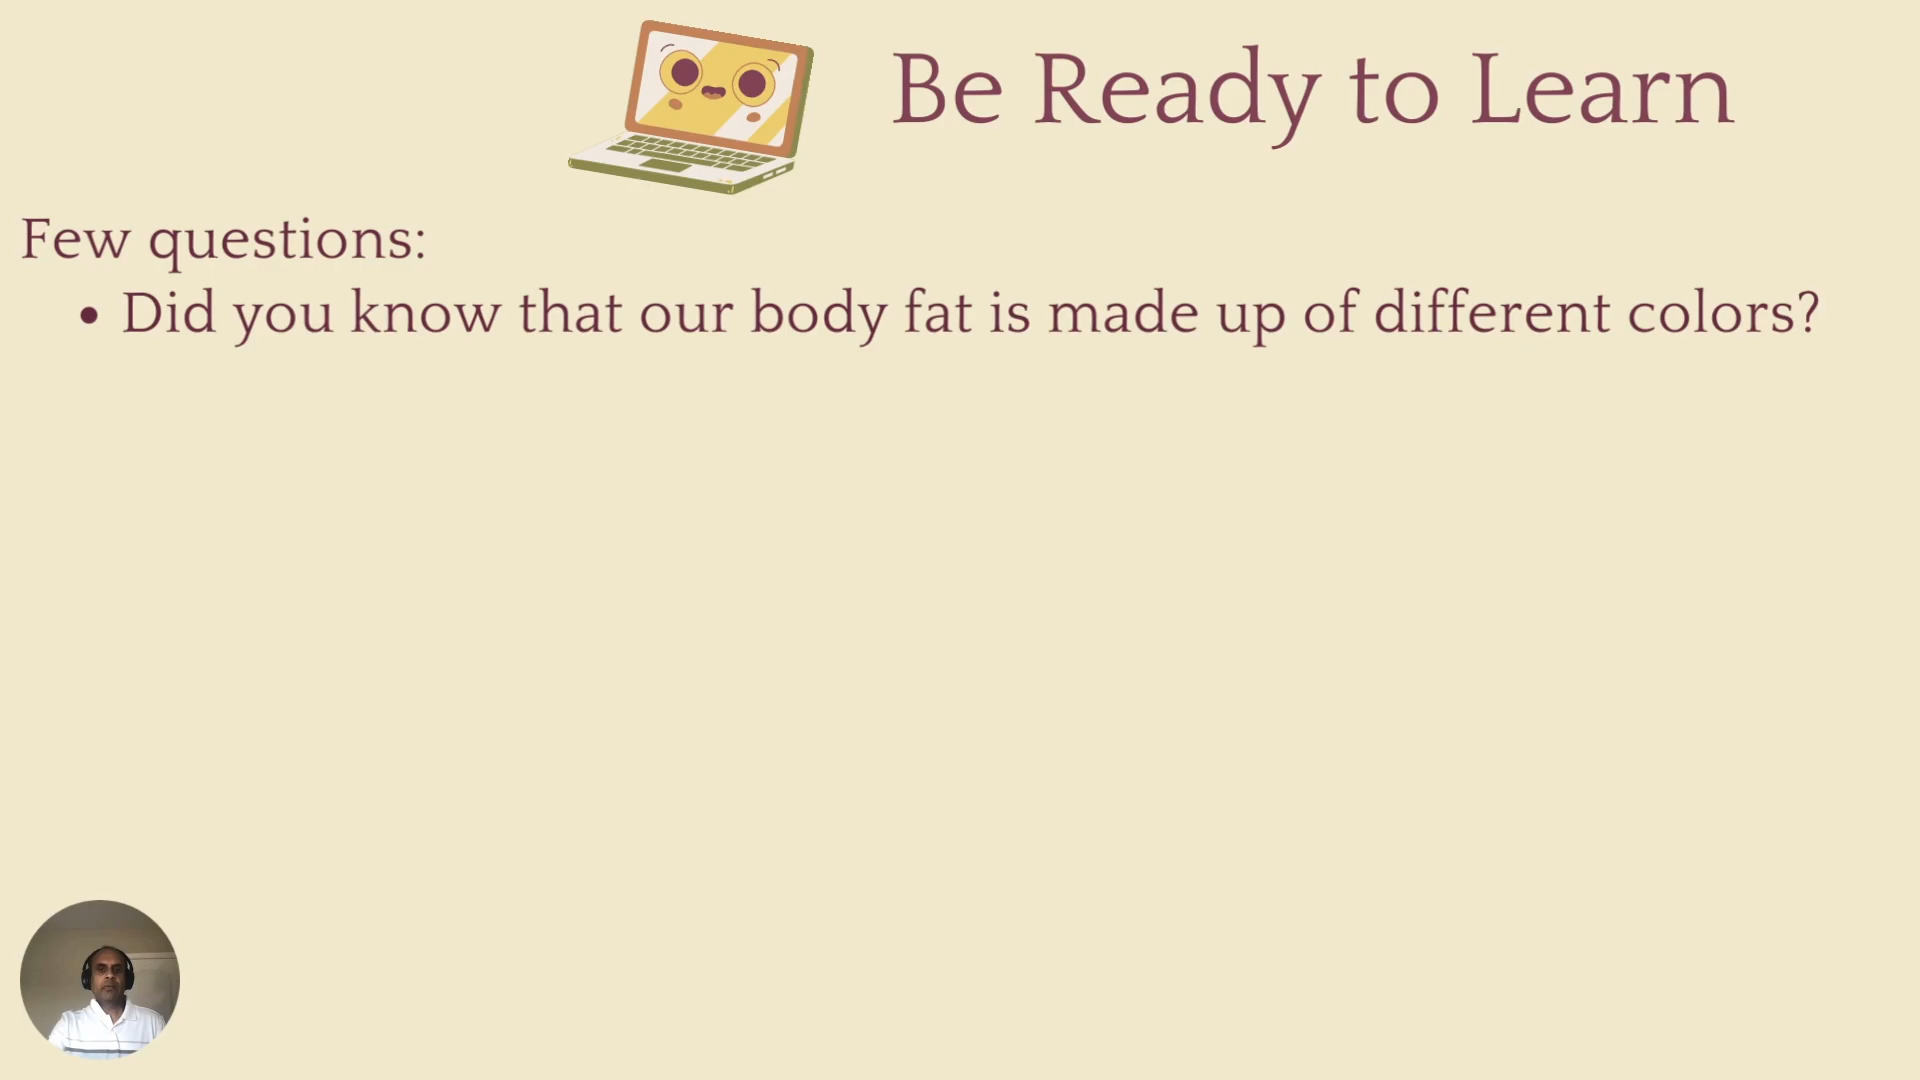 Be Ready to Learn
Few questions:
• Did you know that our body fat is made up of different colors?